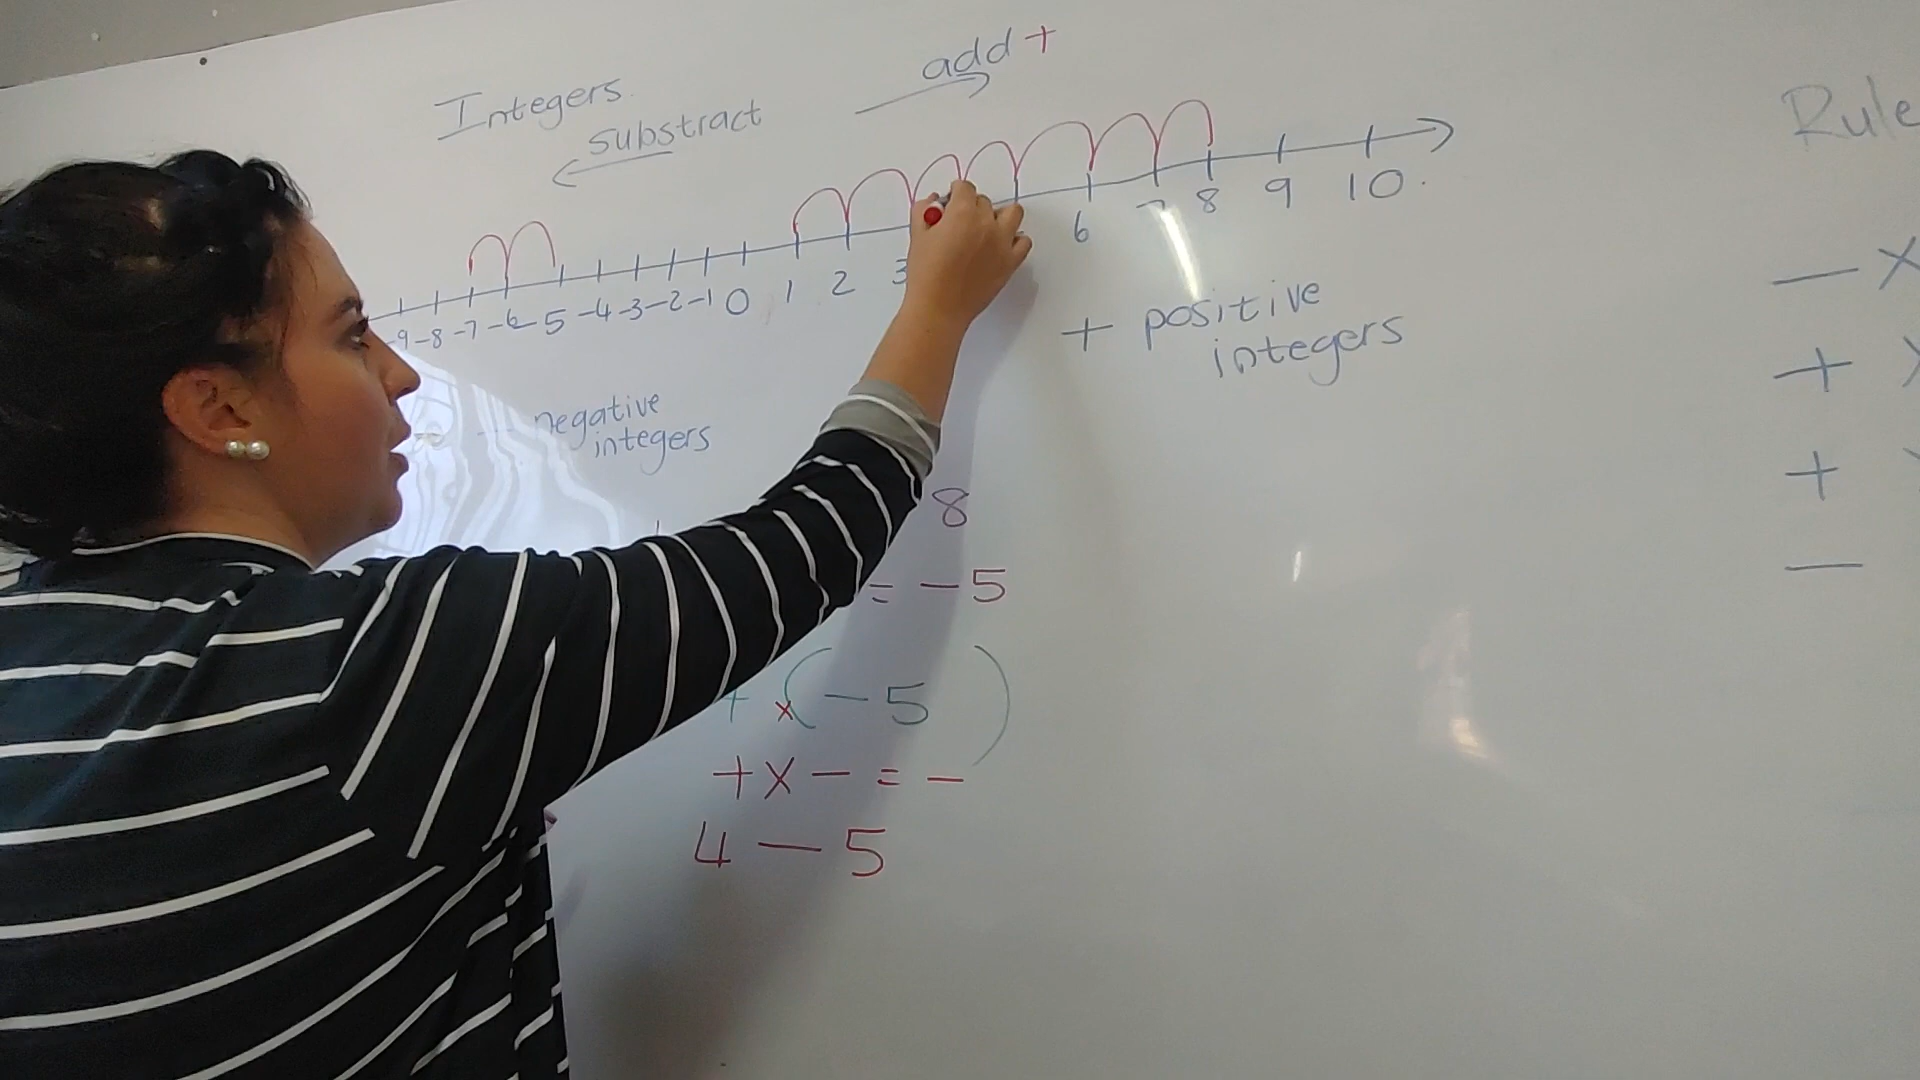 Integers.
substract
add +
-9 -8 -7 -6 -5 -4 -3 -2 -1 0 1 2 3 6 7 8 9 10.
+ positive
integers
negative
integers
8
= -5
+ x (-5)
+ x - = -
4 - 5
Rule
- x
+ x
+
-